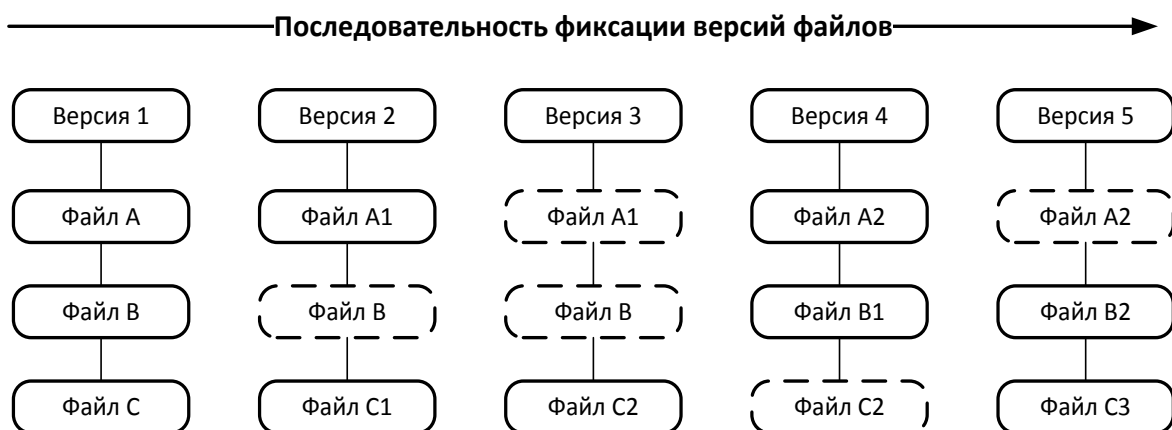 Последовательность фиксации версий файлов
Версия 1 Версия 2 Версия 3 Версия 4 Версия 5
Файл A Файл A1 Файл A1 Файл A2 Файл A2
Файл B Файл B Файл B Файл B1 Файл B2
Файл C Файл C1 Файл C2 Файл C2 Файл C3